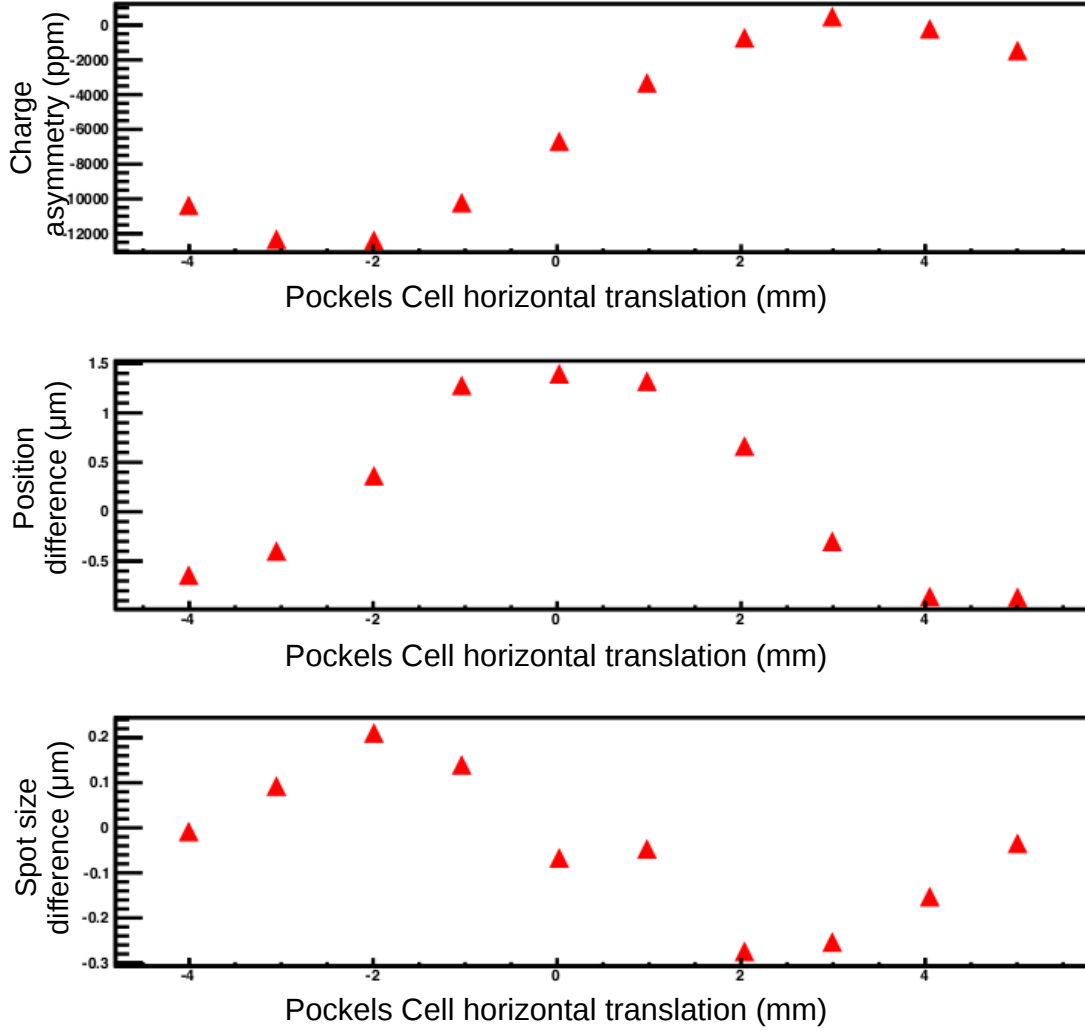 Charge
asymmetry (ppm)
0
-2000
-4000
-6000
-8000
-10000
-12000
-4 -2 0 2 4
Pockels Cell horizontal translation (mm)
Position
difference (µm)
1.5
1
0.5
0
-0.5
-4 -2 0 2 4
Pockels Cell horizontal translation (mm)
Spot size
difference (µm)
0.2
0.1
0
-0.1
-0.2
-0.3
-4 -2 0 2 4
Pockels Cell horizontal translation (mm)